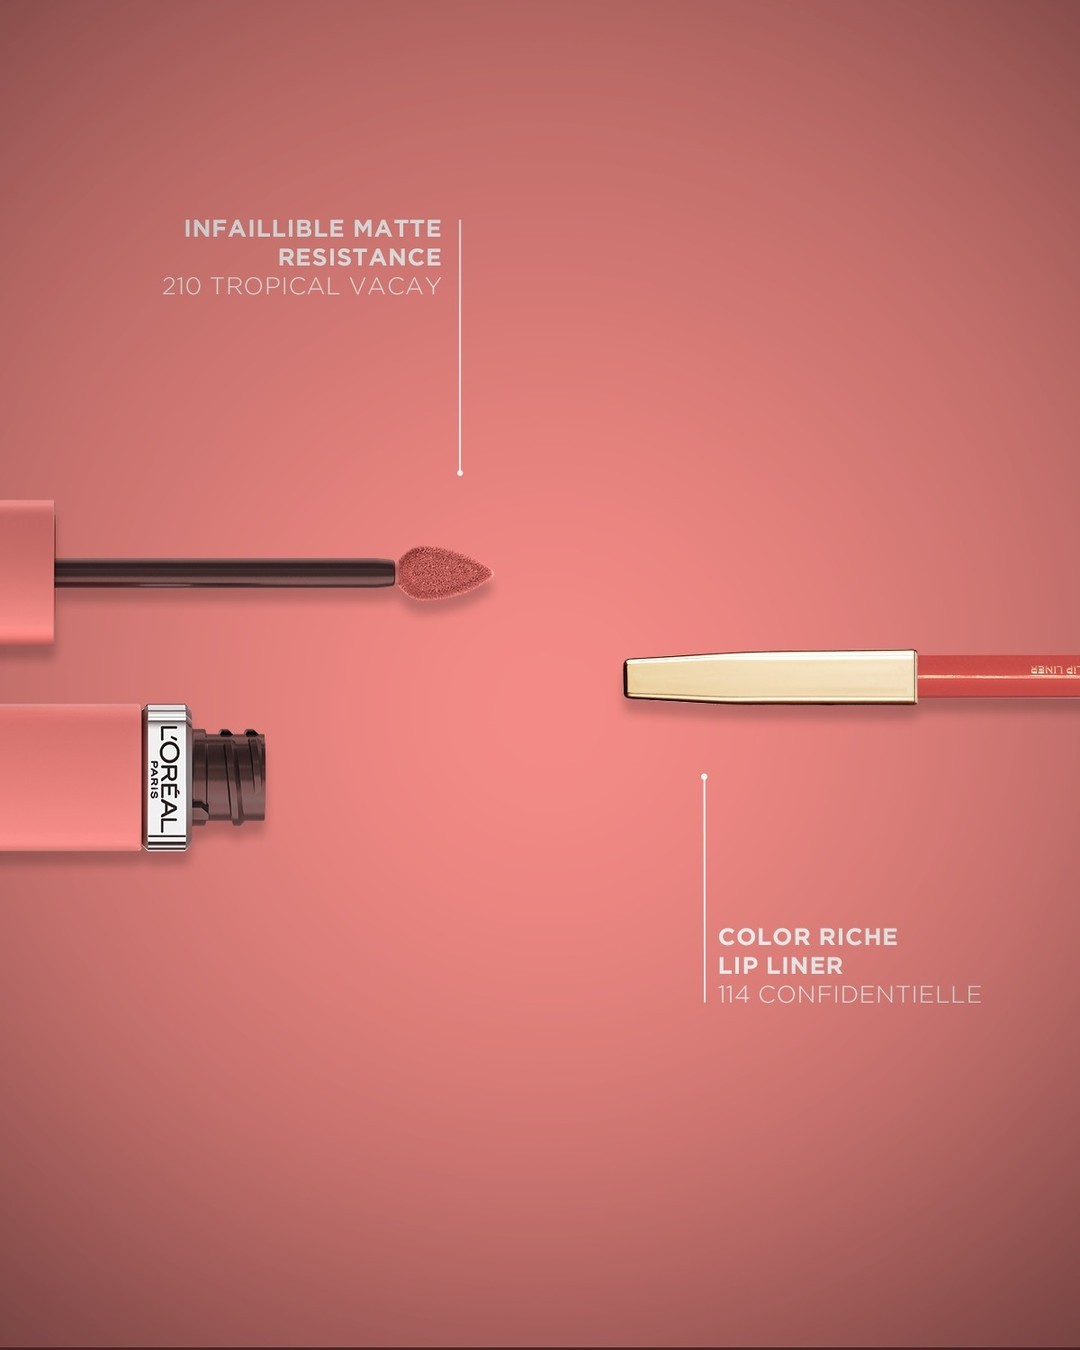 INFAILLIBLE MATTE
RESISTANCE
210 TROPICAL VACAY
LIP LINER
L'ORÉAL
PARIS
COLOR RICHE
LIP LINER
114 CONFIDENTIELLE